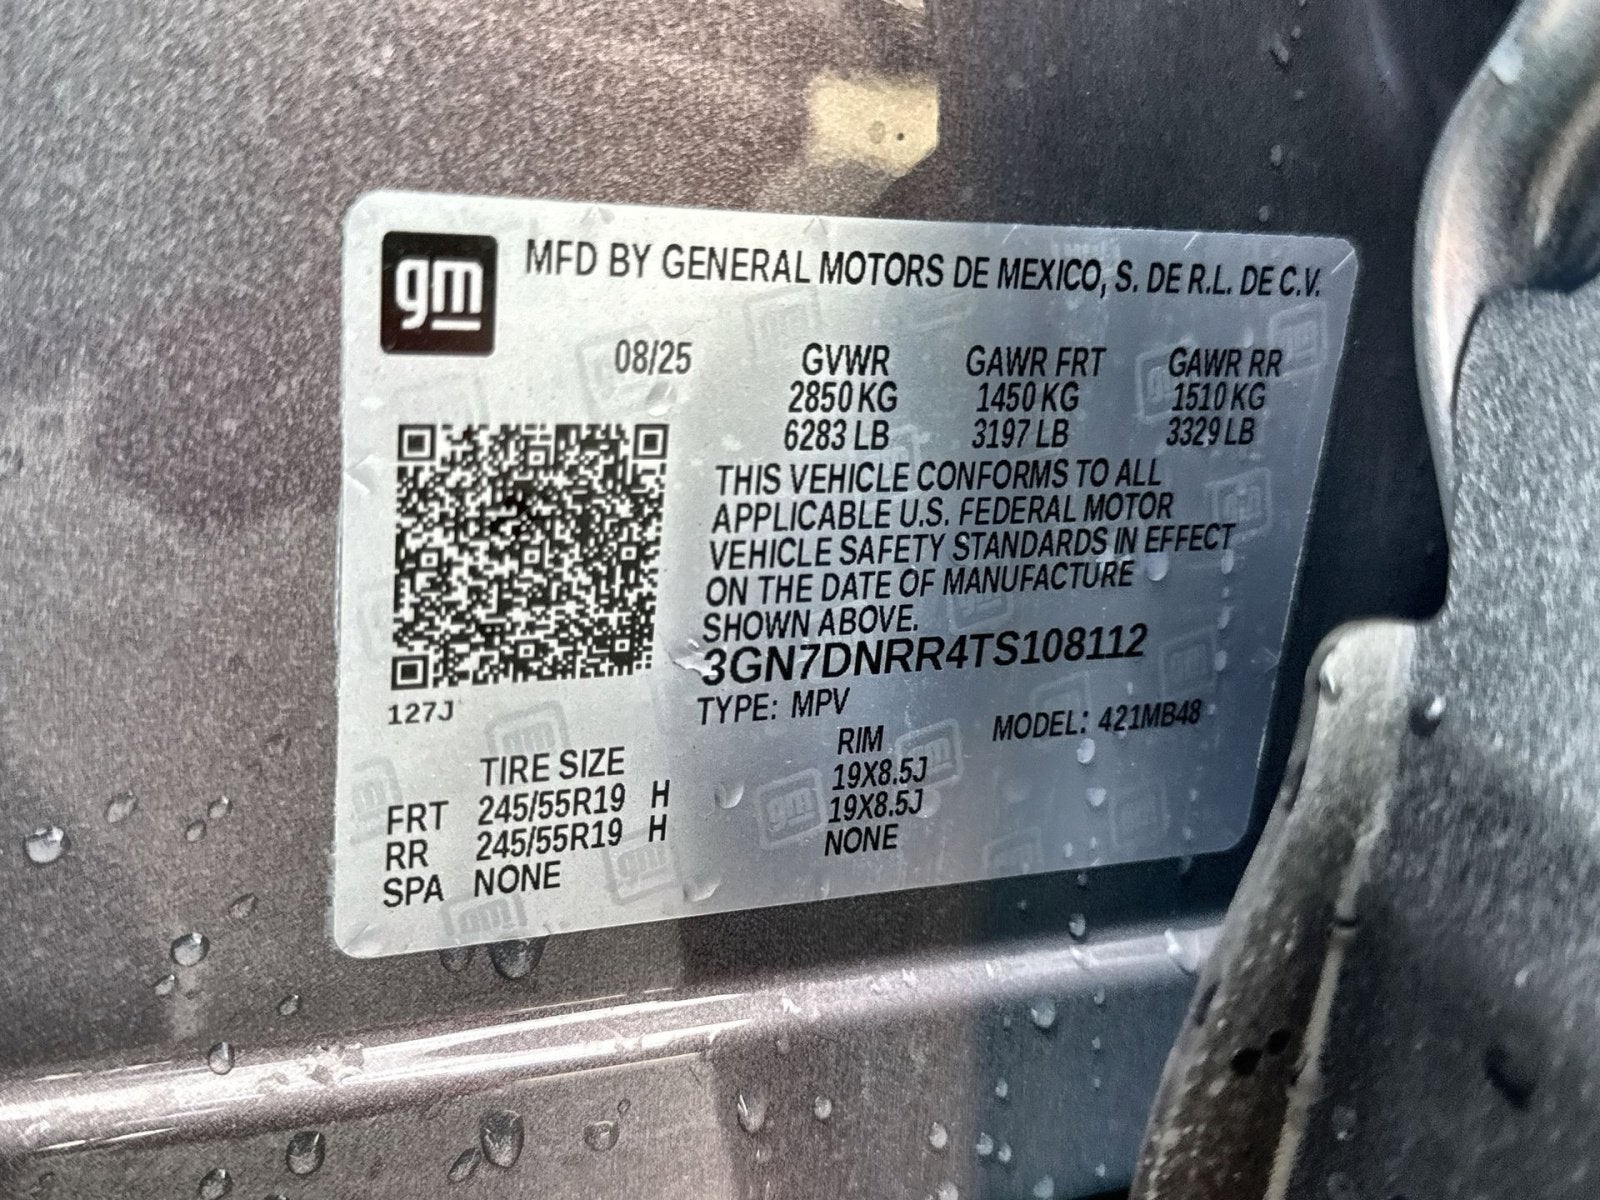 gm
MFD BY GENERAL MOTORS DE MEXICO, S. DE R.L. DE C.V.
08/25 GVWR GAWR FRT GAWR RR
2850 KG 1450 KG 1510 KG
6283 LB 3197 LB 3329 LB
THIS VEHICLE CONFORMS TO ALL
APPLICABLE U.S. FEDERAL MOTOR
VEHICLE SAFETY STANDARDS IN EFFECT
ON THE DATE OF MANUFACTURE
SHOWN ABOVE.
3GN7DNRR4TS108112
127J
TYPE: MPV MODEL: 421MB48
TIRE SIZE RIM
FRT 245/55R19 H 19X8.5J
RR 245/55R19 H 19X8.5J
SPA NONE NONE